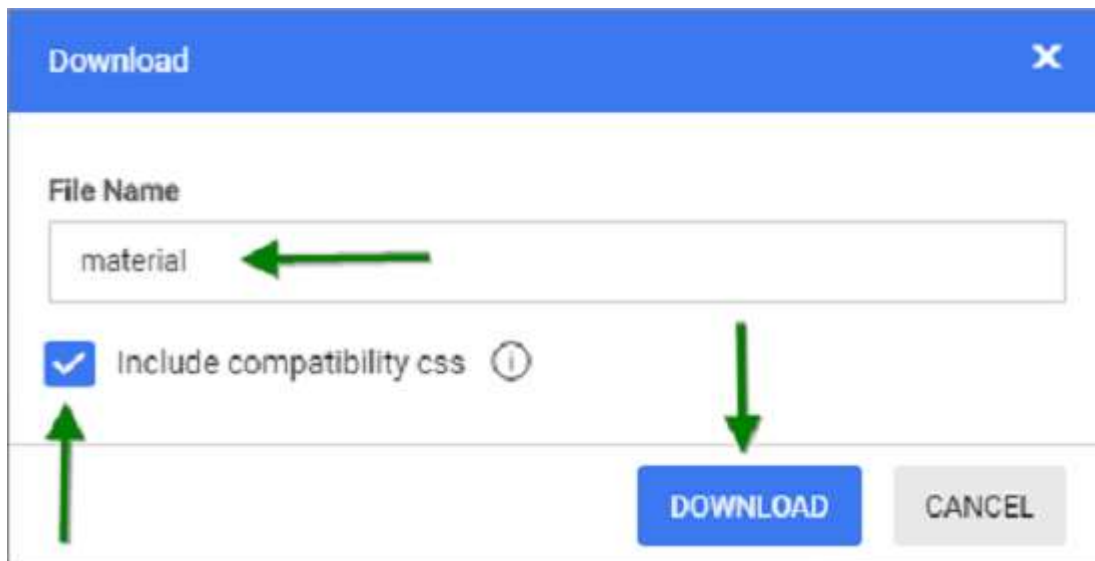 Download
File Name
material
Include compatibility css
DOWNLOAD CANCEL